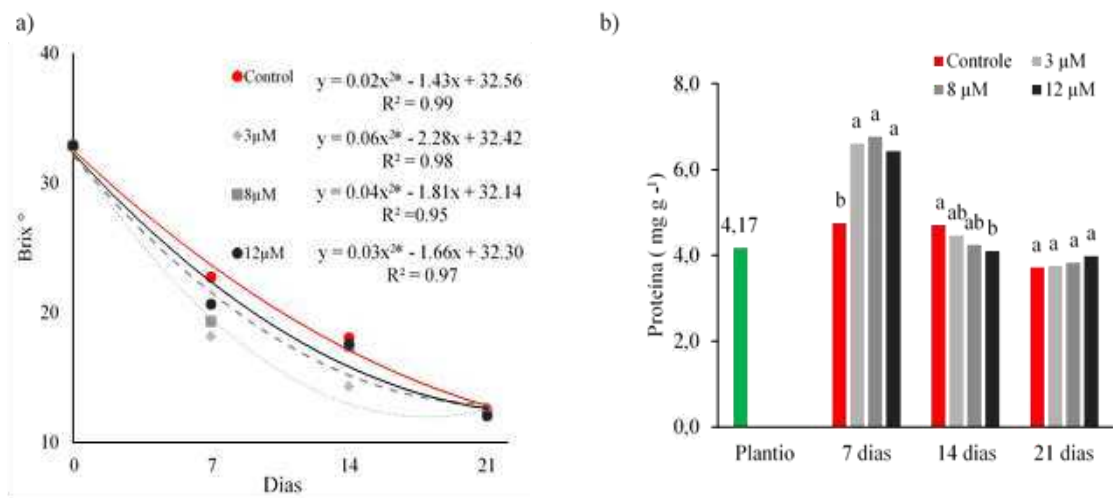 a)
40
30
20
10
Brix°
0
7
14
21
Dias
Control y = 0.02x²* - 1.43x + 32.56
R² = 0.99
3µM y = 0.06x²* - 2.28x + 32.42
R² = 0.98
8µM y = 0.04x²* - 1.81x + 32.14
R² =0.95
12µM y = 0.03x²* - 1.66x + 32.30
R² = 0.97
b)
Controle 3 µM
8 µM 12 µM
8,0
6,0
4,0
2,0
0,0
Proteína ( mg g -¹)
4,17
b a a a
a ab ab b
a a a a
Plantio 7 dias 14 dias 21 dias